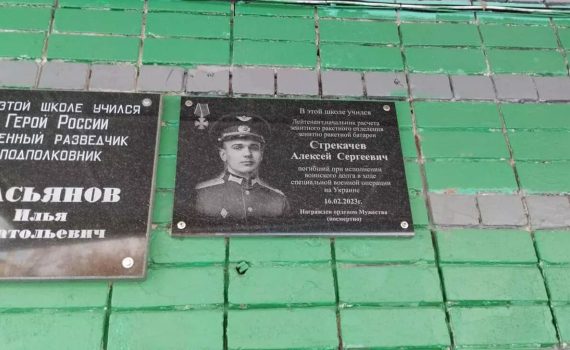 ЭТОЙ ШКОЛЕ УЧИЛСЯ
ГЕРОЙ РОССИИ
ЕННЫЙ РАЗВЕДЧИК
ПОДПОЛКОВНИК
АСЬЯНОВ
ИЛЬЯ
АТОЛЬЕВИЧ
В этой школе учился
Лейтенант,начальник расчета
зенитного ракетного отделения
зенитно ракетной батареи
Стрекачев
Алексей Сергеевич
погибший при исполнении
воинского долга в ходе
специальной военной операции
на Украине
16.02.2023г.
Награжден орденом Мужества
(посмертно)